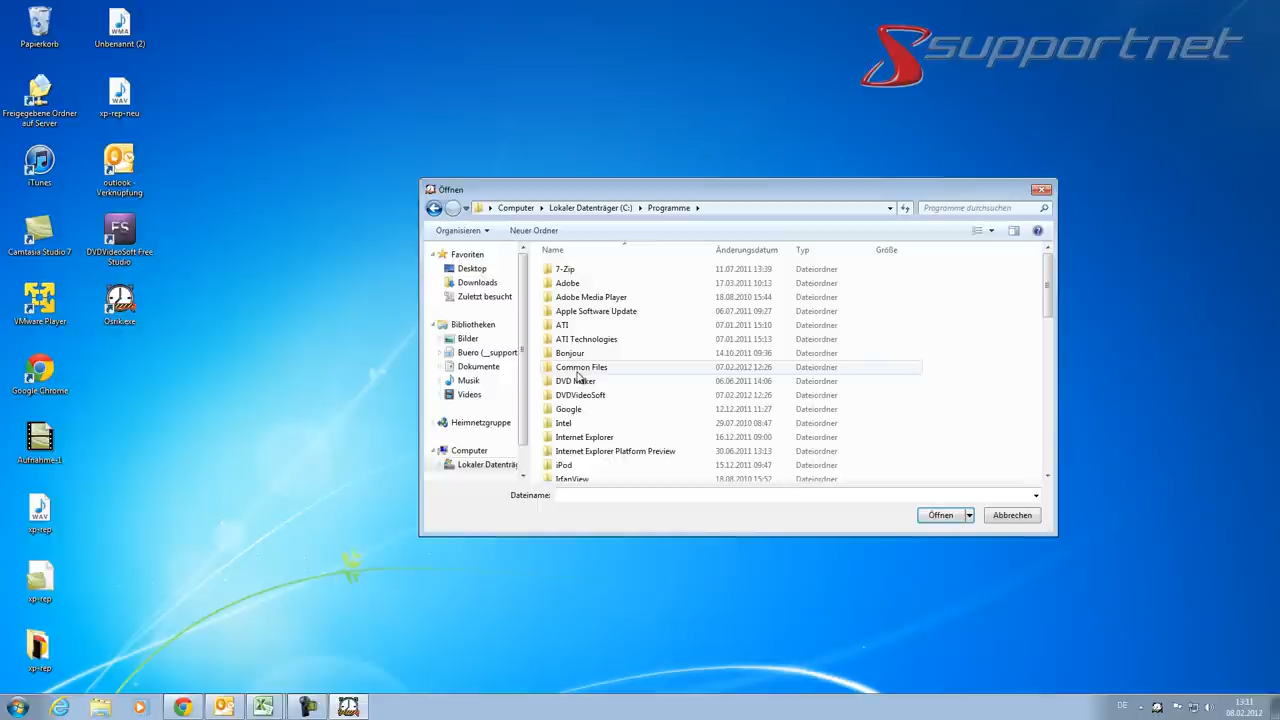 supportnet
Papierkorb
Unbenannt (2)
Freigegebene Ordner
auf Server
xp-rep-neu
iTunes
outlook -
Verknüpfung
Camtasia Studio 7
DVDVideoSoft Free
Studio
VMware Player
Osnik.exe
Google Chrome
Aufnahme-1
xp-rep
xp-rep
xp-rep
Öffnen
Computer
Lokaler Datenträger (C:)
Programme
Programme durchsuchen
Organisieren
Neuer Ordner
Name
Änderungsdatum
Typ
Größe
Favoriten
Desktop
Downloads
Zuletzt besucht
Bibliotheken
Bilder
Buero (__support
Dokumente
Musik
Videos
Heimnetzgruppe
Computer
Lokaler Datenträg
7-Zip 11.07.2011 13:39 Dateiordner
Adobe 17.03.2011 10:13 Dateiordner
Adobe Media Player 18.08.2010 15:44 Dateiordner
Apple Software Update 06.07.2011 09:27 Dateiordner
ATI 07.01.2011 15:10 Dateiordner
ATI Technologies 07.01.2011 15:13 Dateiordner
Bonjour 14.10.2011 09:36 Dateiordner
Common Files 07.02.2012 12:26 Dateiordner
DVD Maker 06.06.2011 14:06 Dateiordner
DVDVideoSoft 07.02.2012 12:26 Dateiordner
Google 12.12.2011 11:27 Dateiordner
Intel 29.07.2010 08:47 Dateiordner
Internet Explorer 16.12.2011 09:00 Dateiordner
Internet Explorer Platform Preview 30.06.2011 13:13 Dateiordner
iPod 15.12.2011 09:47 Dateiordner
IrfanView 18.08.2010 15:52 Dateiordner
Dateiname:
Öffnen
Abbrechen
DE
13:11
08.02.2012